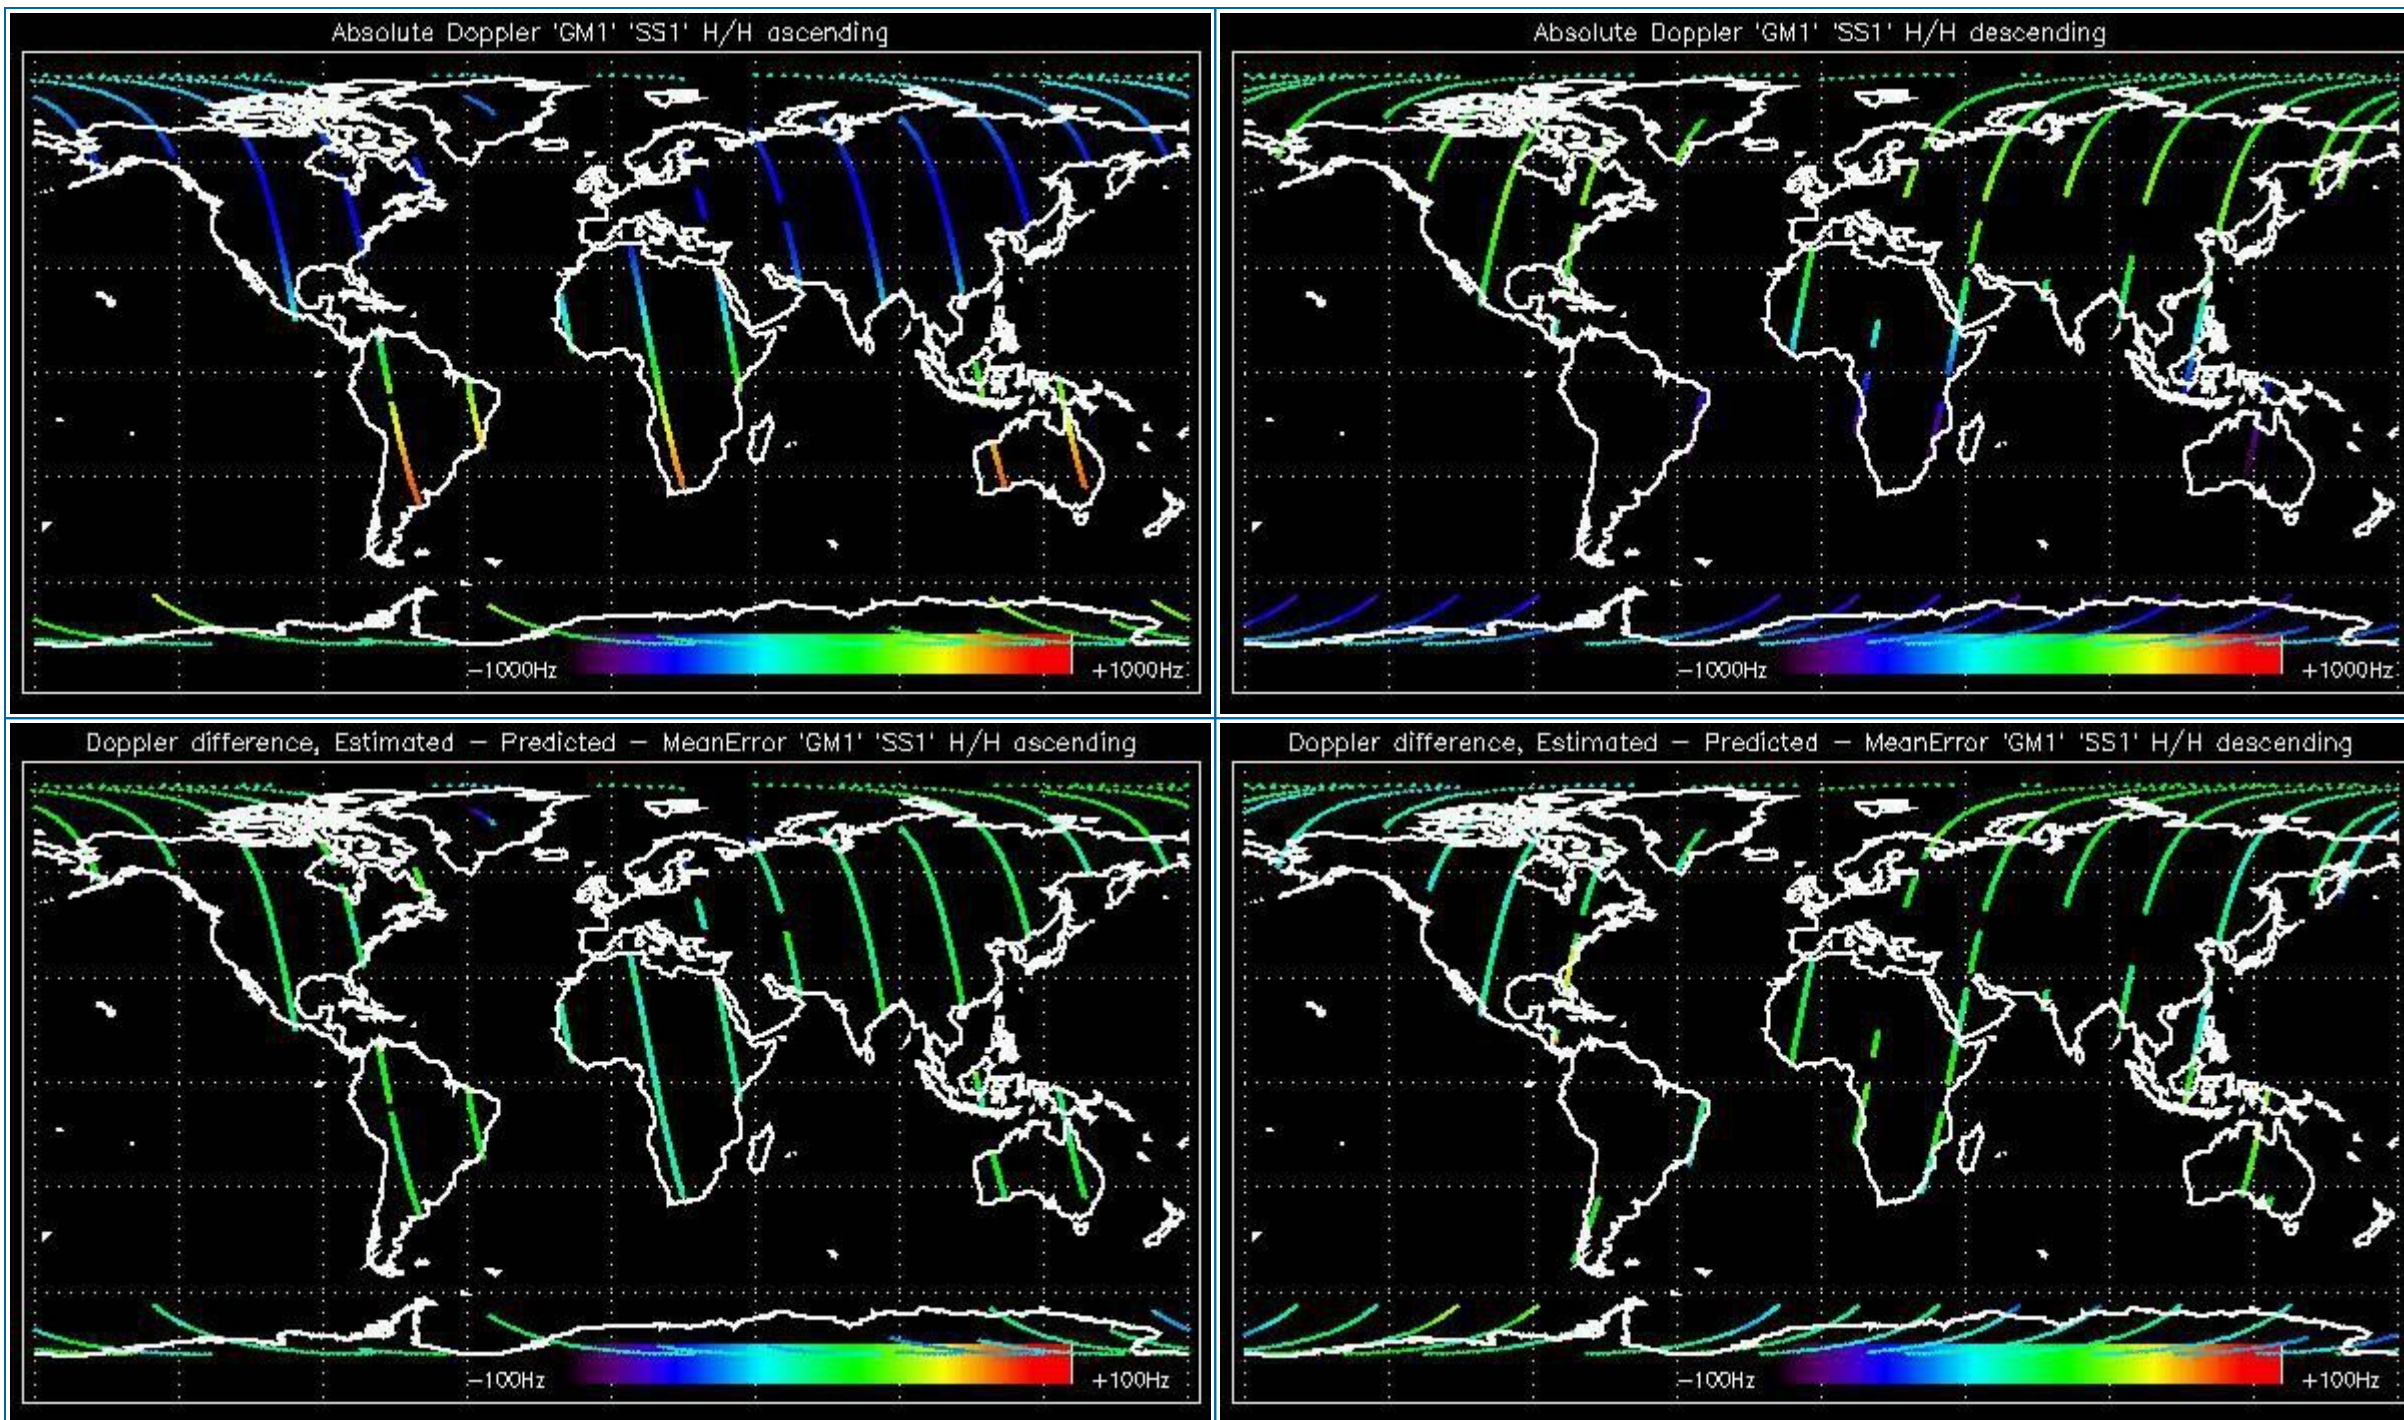 Absolute Doppler 'GM1' 'SS1' H/H ascending
-1000Hz
+1000Hz
Absolute Doppler 'GM1' 'SS1' H/H descending
-1000Hz
+1000Hz
Doppler difference, Estimated - Predicted - MeanError 'GM1' 'SS1' H/H ascending
-100Hz
+100Hz
Doppler difference, Estimated - Predicted - MeanError 'GM1' 'SS1' H/H descending
-100Hz
+100Hz